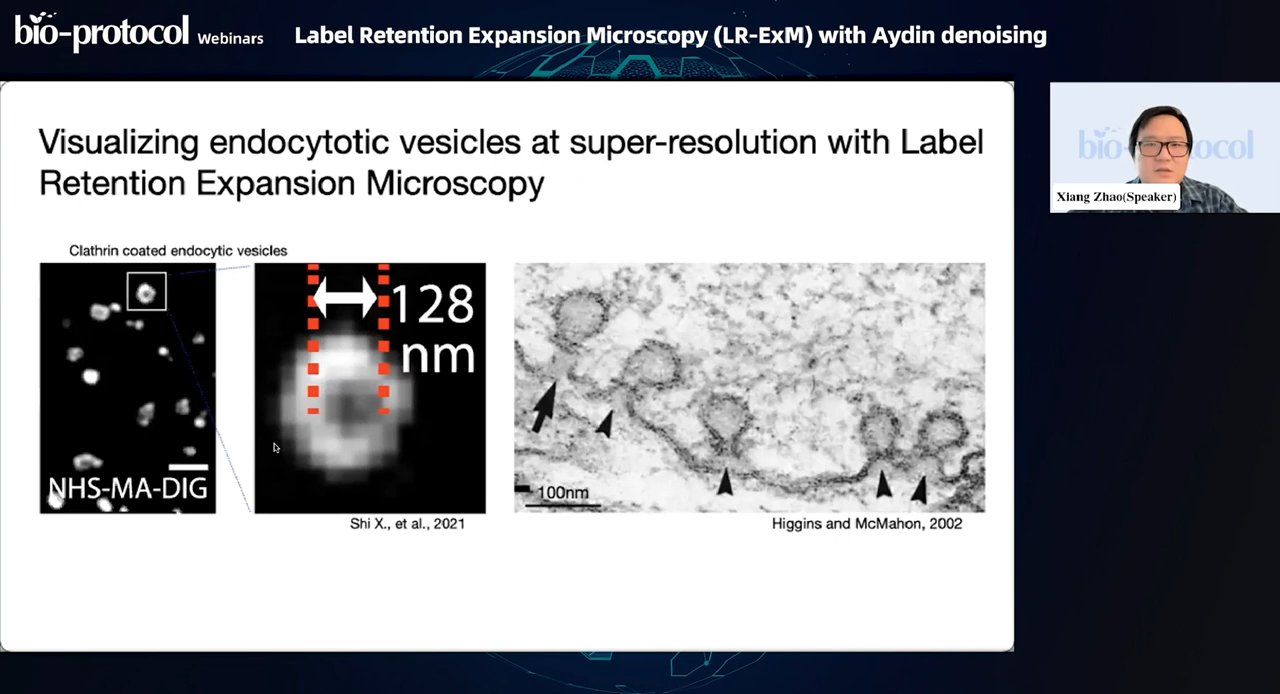 bio-protocol Webinars
Label Retention Expansion Microscopy (LR-ExM) with Aydin denoising
Visualizing endocytotic vesicles at super-resolution with Label
Retention Expansion Microscopy
Clathrin coated endocytic vesicles
128
nm
NHS-MA-DIG
100nm
Shi X., et al., 2021
Higgins and McMahon, 2002
bio-protocol
Xiang Zhao(Speaker)